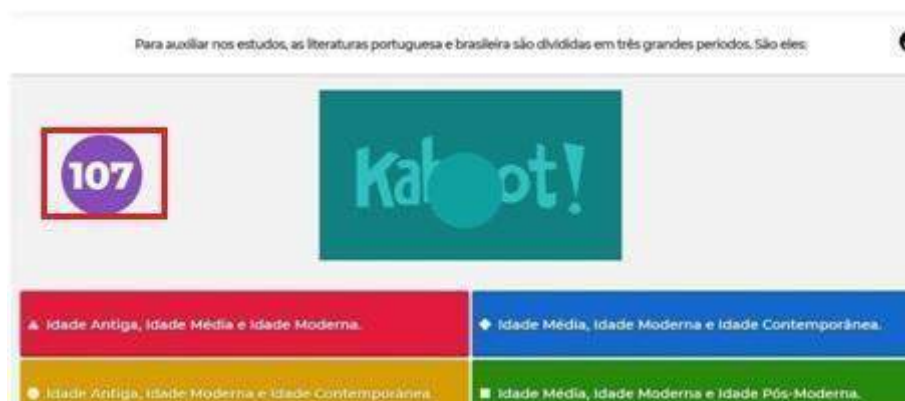 Para auxiliar nos estudos, as literaturas portuguesa e brasileira são divididas em três grandes períodos. São eles:
107
Kahoot!
Idade Antiga, Idade Média e Idade Moderna.
Idade Média, Idade Moderna e Idade Contemporânea.
Idade Antiga, Idade Moderna e Idade Contemporânea.
Idade Média, Idade Moderna e Idade Pós-Moderna.